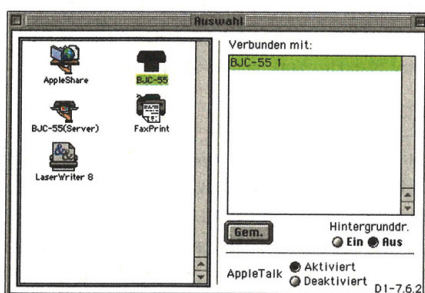 Auswahl
AppleShare
BJC-55
BJC-55(Server)
FaxPrint
LaserWriter 8
Verbunden mit:
BJC-55 1
Gem.
Hintergrunddr.
Ein Aus
AppleTalk
Aktiviert
Deaktiviert
D1-7.6.2